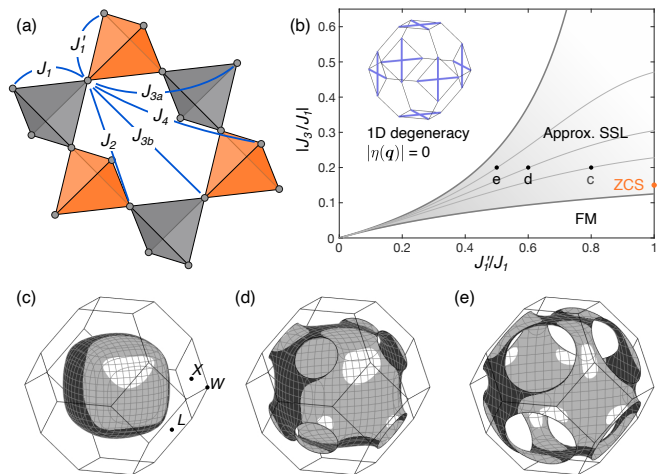 (a)
J₁′
J₁
J₃ₐ
J₄
J₂
J₃b
(b)
|J₃/J₁|
0.6
0.5
0.4
0.3
0.2
0.1
0
1D degeneracy
|η(q)| = 0
Approx. SSL
e
d
c
ZCS
FM
0
0.2
0.4
0.6
0.8
1
J₁′/J₁
(c)
X
W
L
(d)
(e)